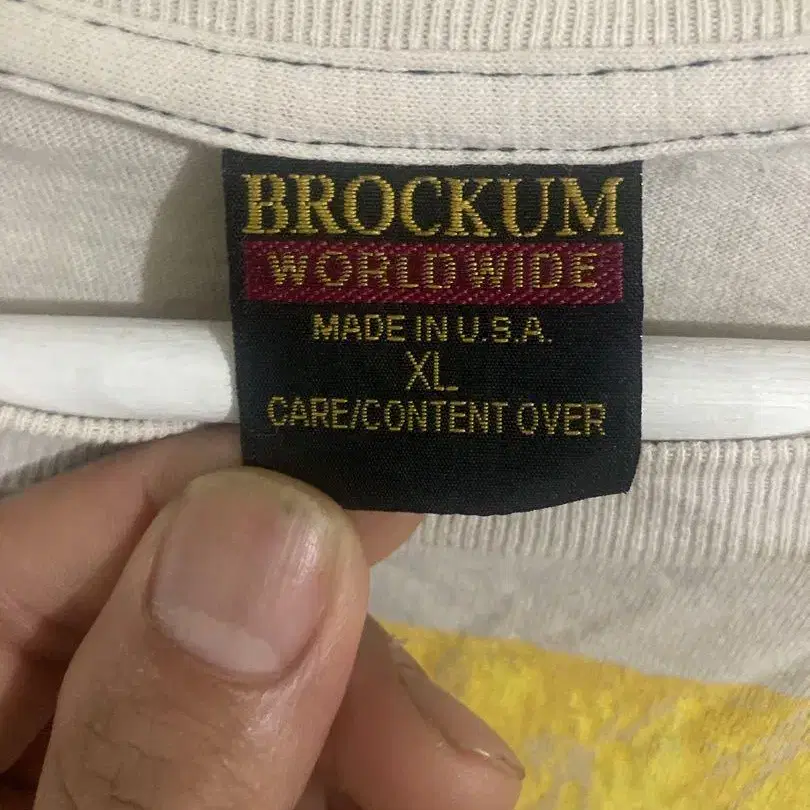 BROCKUM
WORLDWIDE
MADE IN U.S.A.
XL
CARE/CONTENT OVER